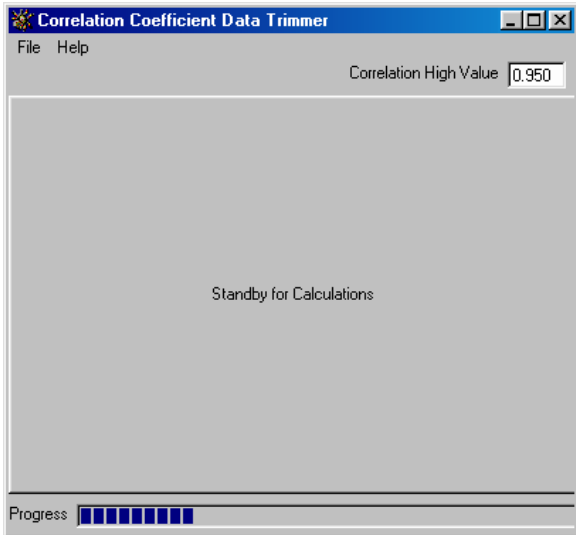 Correlation Coefficient Data Trimmer
File Help
Correlation High Value 0.950
Standby for Calculations
Progress